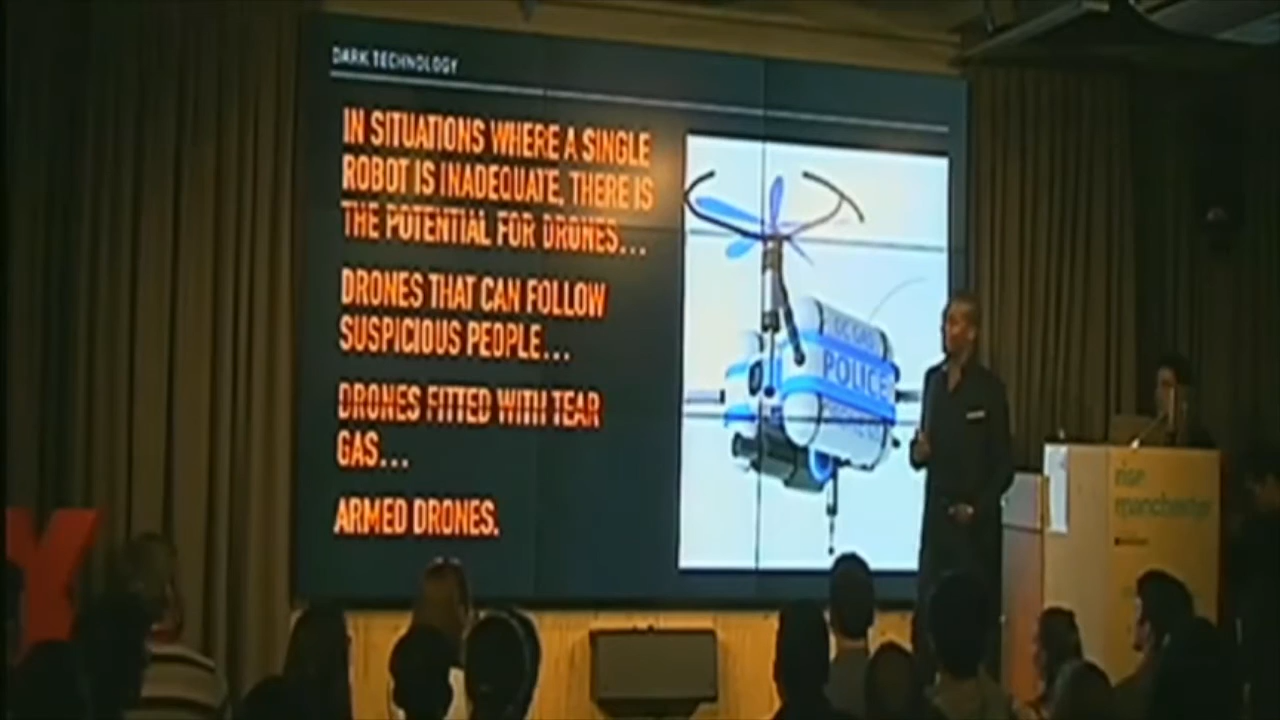 DARK TECHNOLOGY
IN SITUATIONS WHERE A SINGLE
ROBOT IS INADEQUATE, THERE IS
THE POTENTIAL FOR DRONES...
DRONES THAT CAN FOLLOW
SUSPICIOUS PEOPLE...
DRONES FITTED WITH TEAR
GAS...
ARMED DRONES.
POLICE
manchester
Y